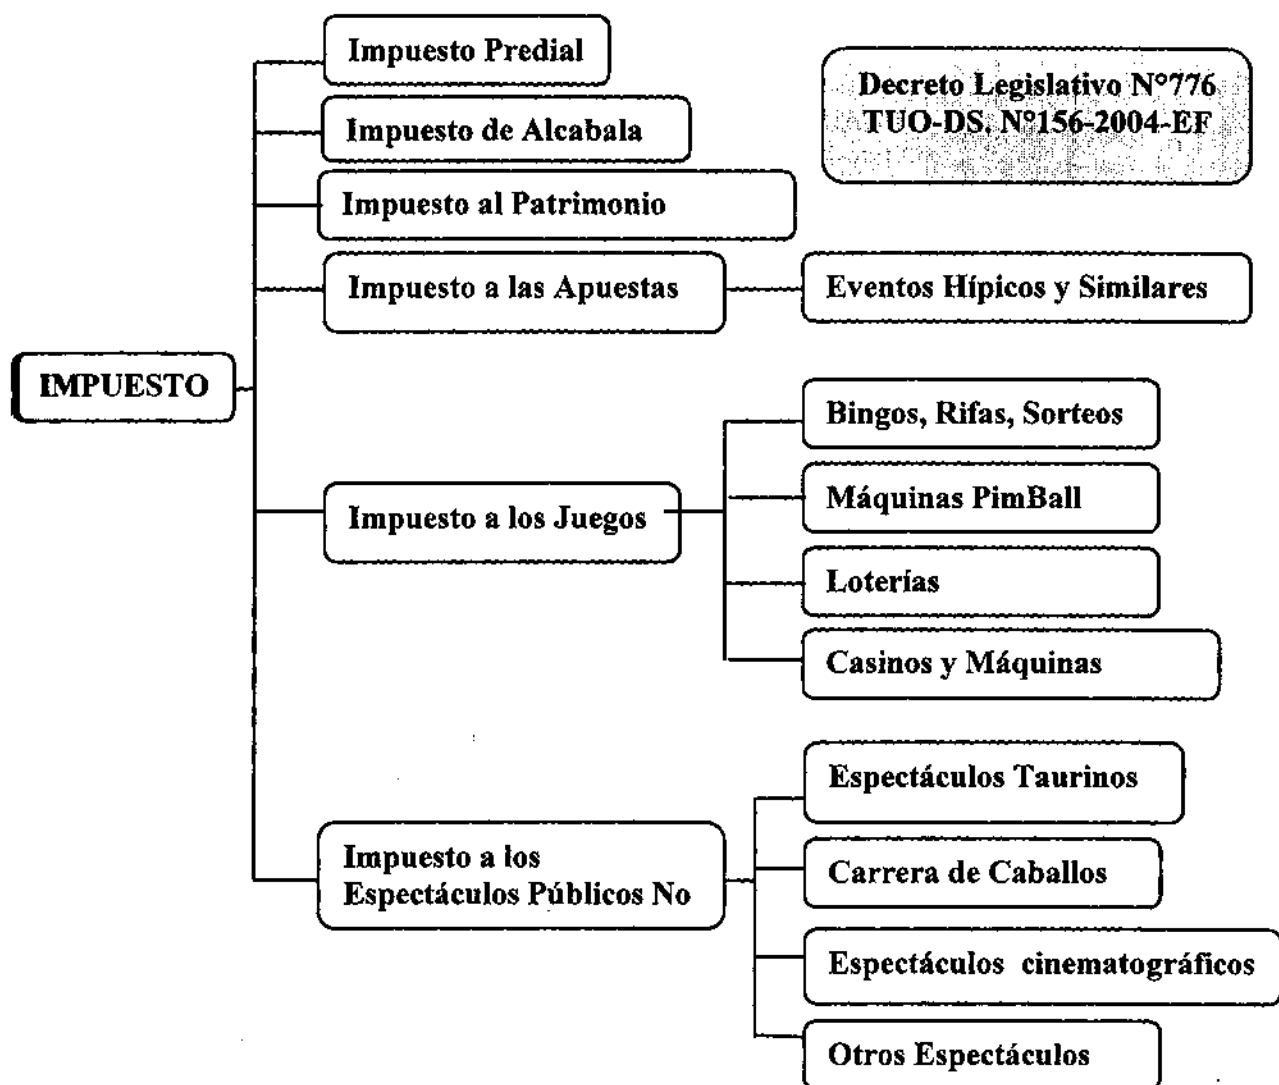 Impuesto Predial
Decreto Legislativo N°776
TUO-DS. N°156-2004-EF
Impuesto de Alcabala
Impuesto al Patrimonio
Impuesto a las Apuestas
Eventos Hípicos y Similares
IMPUESTO
Bingos, Rifas, Sorteos
Máquinas PimBall
Impuesto a los Juegos
Loterías
Casinos y Máquinas
Espectáculos Taurinos
Impuesto a los
Espectáculos Públicos No
Carrera de Caballos
Espectáculos cinematográficos
Otros Espectáculos